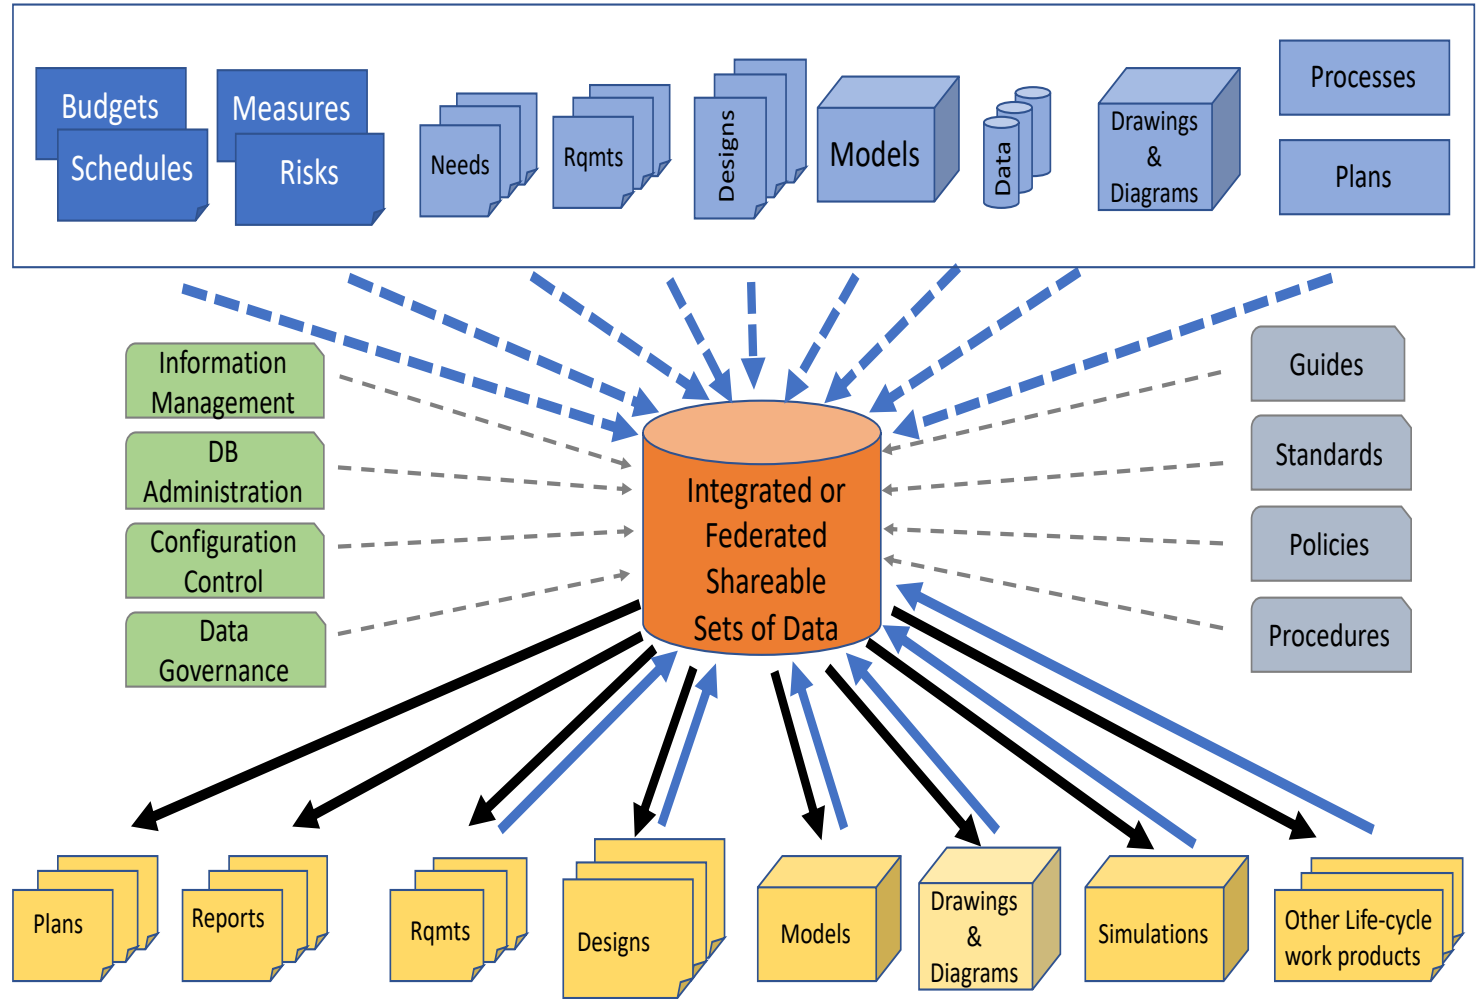 Budgets
Schedules
Measures
Risks
Needs
Rqmts
Designs
Models
Data
Drawings
&
Diagrams
Processes
Plans
Information
Management
DB
Administration
Configuration
Control
Data
Governance
Integrated or
Federated
Shareable
Sets of Data
Guides
Standards
Policies
Procedures
Plans
Reports
Rqmts
Designs
Models
Drawings
&
Diagrams
Simulations
Other Life-cycle
work products